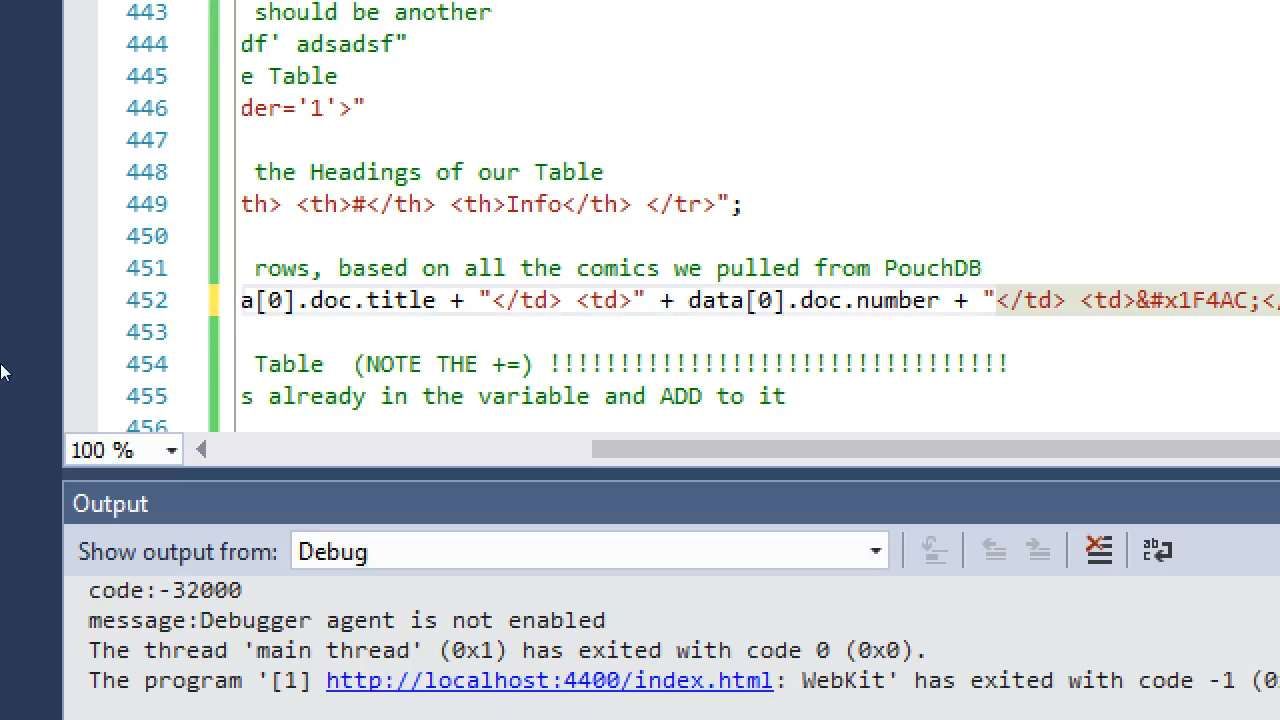 443 should be another
444 df' adsadsf"
445 e Table
446 der='1'>"
447
448 the Headings of our Table
449 th> <th>#</th> <th>Info</th> </tr>";
450
451 rows, based on all the comics we pulled from PouchDB
452 a[0].doc.title + "</td> <td>" + data[0].doc.number + "</td> <td>&#x1F4AC;</
453
454 Table  (NOTE THE +=) !!!!!!!!!!!!!!!!!!!!!!!!!!!!!!!!!
455 s already in the variable and ADD to it
456
100 %
Output
Show output from: Debug
code:-32000
message:Debugger agent is not enabled
The thread 'main thread' (0x1) has exited with code 0 (0x0).
The program '[1] http://localhost:4400/index.html: WebKit' has exited with code -1 (0